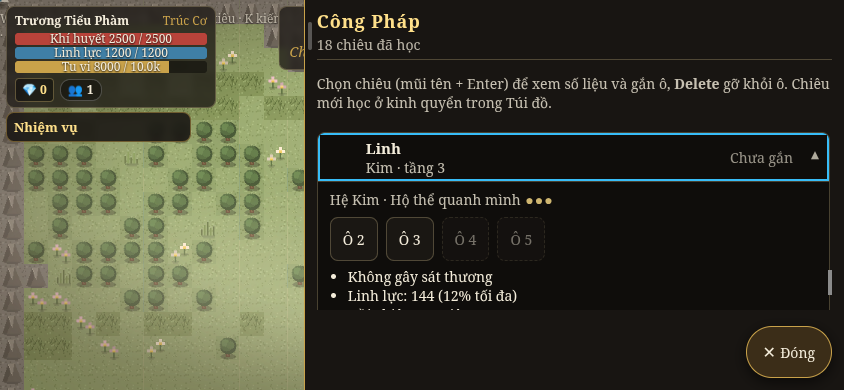 Trương Tiểu Phàm
Trúc Cơ
Khí huyết 2500 / 2500
Linh lực 1200 / 1200
Tu vi 8000 / 10.0k
💎 0
👥 1
Nhiệm vụ
Công Pháp
18 chiêu đã học
Chọn chiêu (mũi tên + Enter) để xem số liệu và gắn ô, Delete gỡ khỏi ô. Chiêu
mới học ở kinh quyển trong Túi đồ.
Linh
Kim · tầng 3
Chưa gắn ▲
Hệ Kim · Hộ thể quanh mình ●●●
Ô 2
Ô 3
Ô 4
Ô 5
• Không gây sát thương
• Linh lực: 144 (12% tối đa)
✕ Đóng